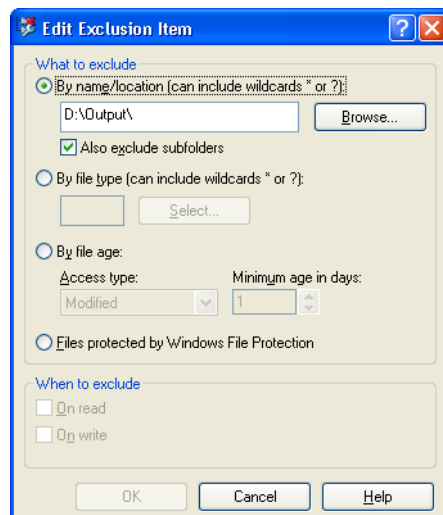 Edit Exclusion Item
What to exclude
By name/location (can include wildcards * or ?):
D:\Output\
Browse...
Also exclude subfolders
By file type (can include wildcards * or ?):
Select...
By file age:
Access type: Minimum age in days:
Modified 1
Files protected by Windows File Protection
When to exclude
On read
On write
OK Cancel Help